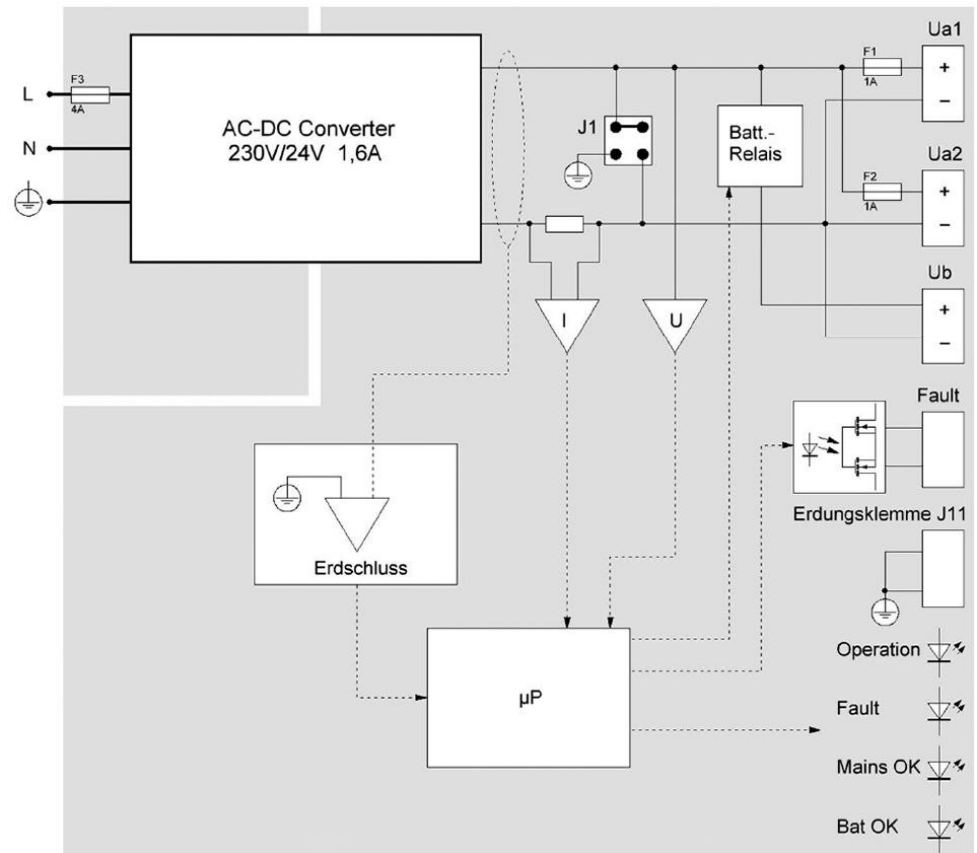 Ua1
F1
+
1A
−
F3
L
4A
AC-DC Converter
230V/24V 1,6A
N
J1
Batt.-
Relais
Ua2
F2
+
1A
−
Ub
+
−
I
U
Fault
Erdungsklemme J11
Erdschluss
µP
Operation
Fault
Mains OK
Bat OK